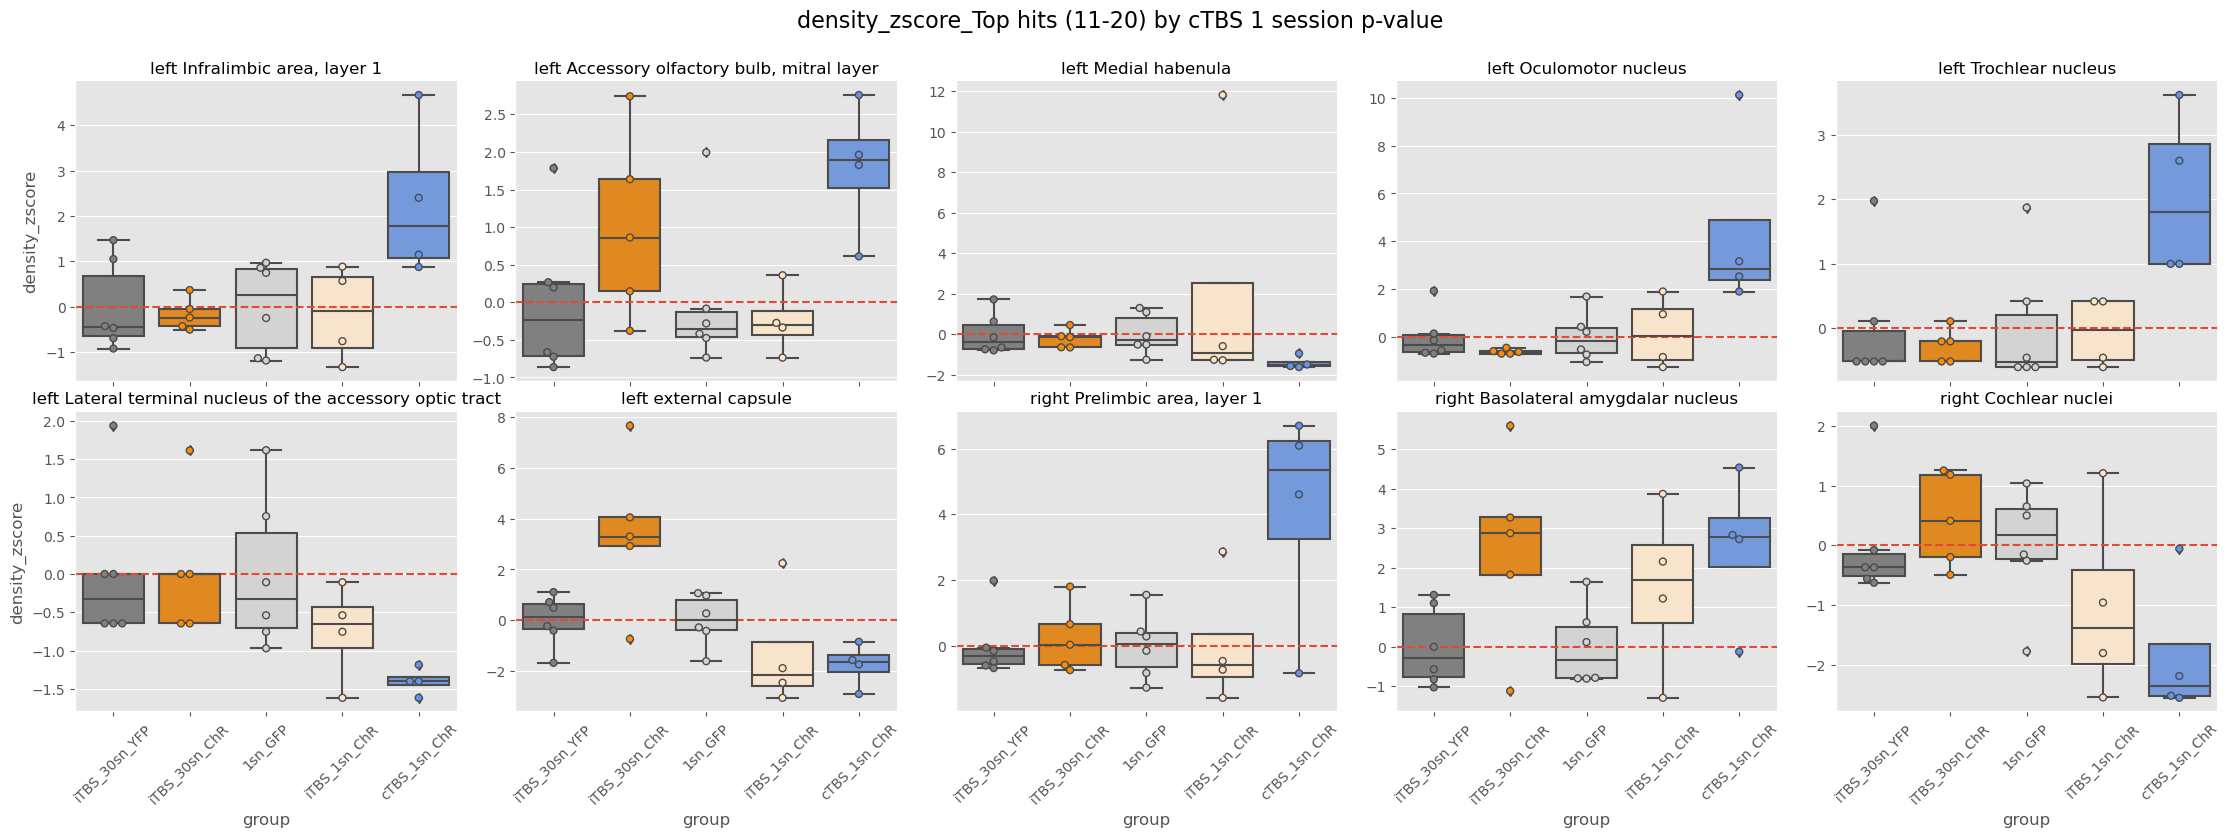 density_zscore_Top hits (11-20) by cTBS 1 session p-value
left Infralimbic area, layer 1
left Accessory olfactory bulb, mitral layer
left Medial habenula
left Oculomotor nucleus
left Trochlear nucleus
density_zscore
4
3
2
1
0
−1
2.5
2.0
1.5
1.0
0.5
0.0
−0.5
−1.0
12
10
8
6
4
2
0
−2
10
8
6
4
2
0
3
2
1
0
left Lateral terminal nucleus of the accessory optic tract
left external capsule
right Prelimbic area, layer 1
right Basolateral amygdalar nucleus
right Cochlear nuclei
density_zscore
2.0
1.5
1.0
0.5
0.0
−0.5
−1.0
−1.5
8
6
4
2
0
−2
6
4
2
0
5
4
3
2
1
0
−1
2
1
0
−1
−2
iTBS_30sn_YFP
iTBS_30sn_ChR
1sn_GFP
iTBS_1sn_ChR
cTBS_1sn_ChR
iTBS_30sn_YFP
iTBS_30sn_ChR
1sn_GFP
iTBS_1sn_ChR
cTBS_1sn_ChR
iTBS_30sn_YFP
iTBS_30sn_ChR
1sn_GFP
iTBS_1sn_ChR
cTBS_1sn_ChR
iTBS_30sn_YFP
iTBS_30sn_ChR
1sn_GFP
iTBS_1sn_ChR
cTBS_1sn_ChR
iTBS_30sn_YFP
iTBS_30sn_ChR
1sn_GFP
iTBS_1sn_ChR
cTBS_1sn_ChR
group
group
group
group
group